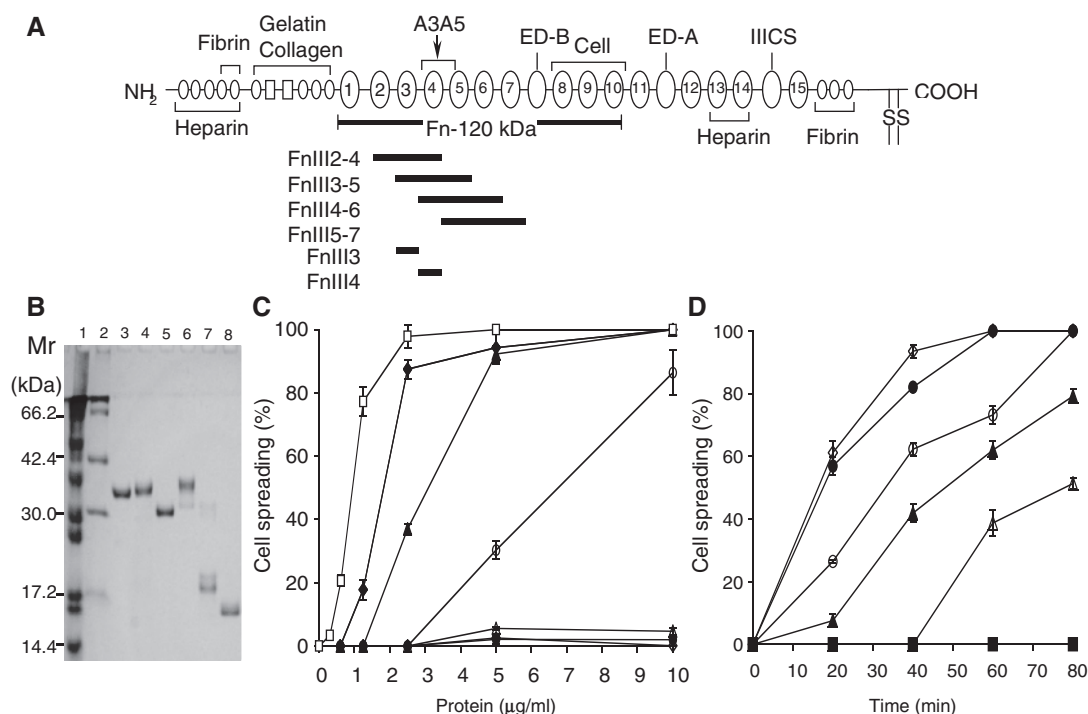 A
A3A5
Gelatin
Fibrin Collagen
ED-B Cell ED-A IIICS
NH2 1 2 3 4 5 6 7 8 9 10 11 12 13 14 15 COOH
SS
Heparin Fn-120 kDa Heparin Fibrin
FnIII2-4
FnIII3-5
FnIII4-6
FnIII5-7
FnIII3
FnIII4
B
1 2 3 4 5 6 7 8
Mr
(kDa)
66.2
42.4
30.0
17.2
14.4
C
Cell spreading (%)
100
80
60
40
20
0
0 1 2 3 4 5 6 7 8 9 10
Protein (μg/ml)
D
Cell spreading (%)
100
80
60
40
20
0
0 10 20 30 40 50 60 70 80
Time (min)